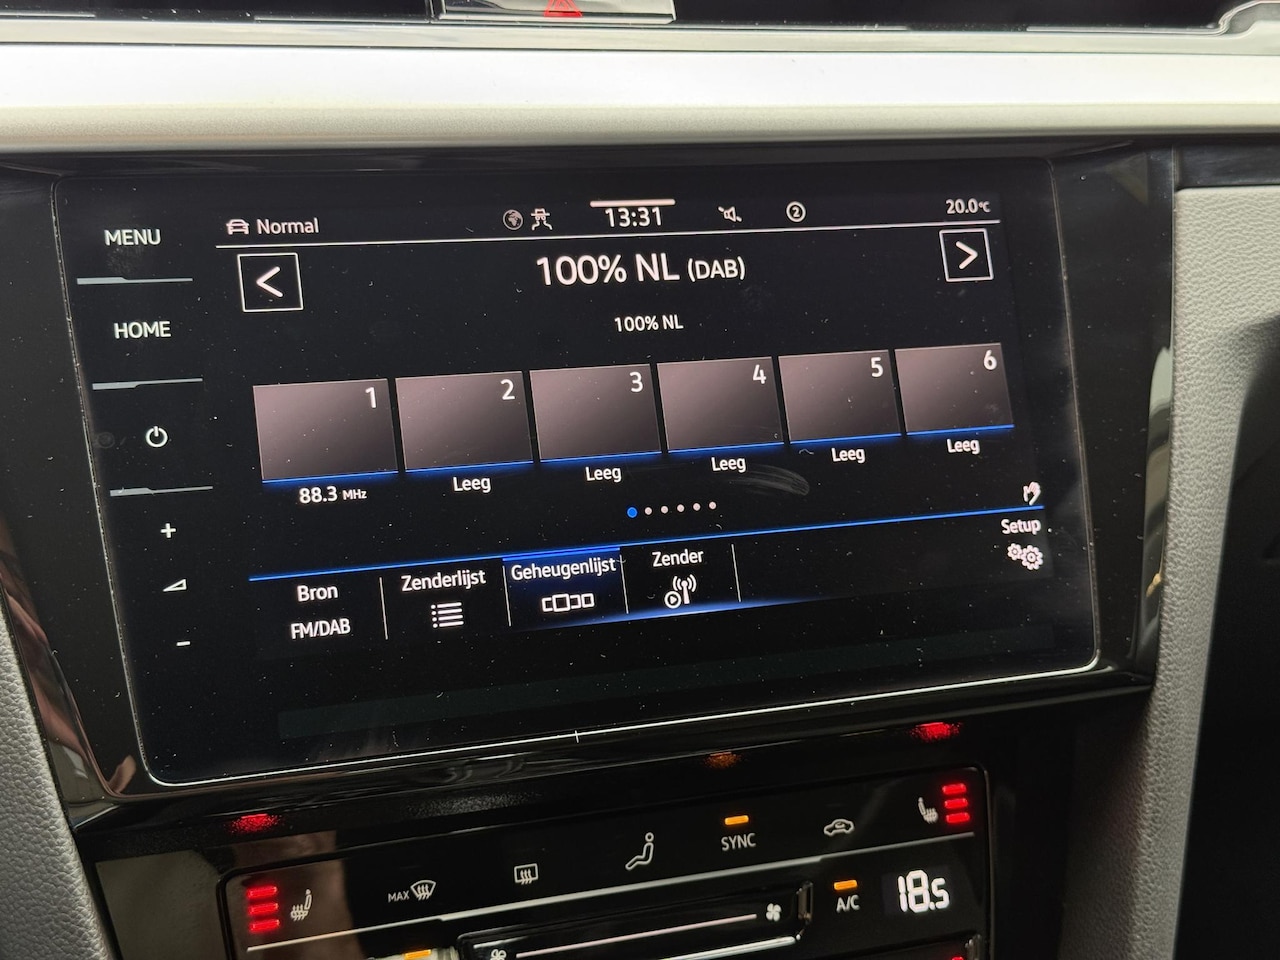 MENU
HOME
Normal
13:31
2
20.0°C
<
100% NL (DAB)
>
100% NL
1
2
3
4
5
6
88.3 MHz
Leeg
Leeg
Leeg
Leeg
Leeg
+
-
Bron
FM/DAB
Zenderlijst
Geheugenlijst
Zender
Setup
MAX
SYNC
A/C
18.5